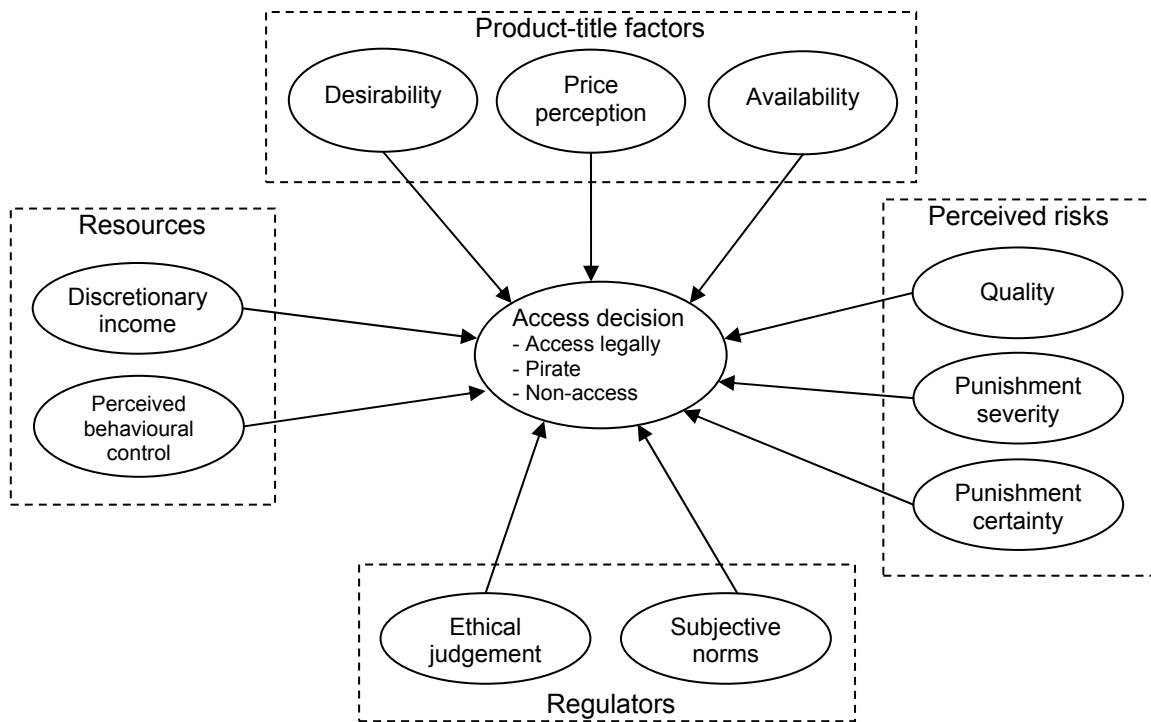 Product-title factors
Desirability
Price
perception
Availability
Resources
Discretionary
income
Perceived
behavioural
control
Access decision
- Access legally
- Pirate
- Non-access
Perceived risks
Quality
Punishment
severity
Punishment
certainty
Ethical
judgement
Subjective
norms
Regulators